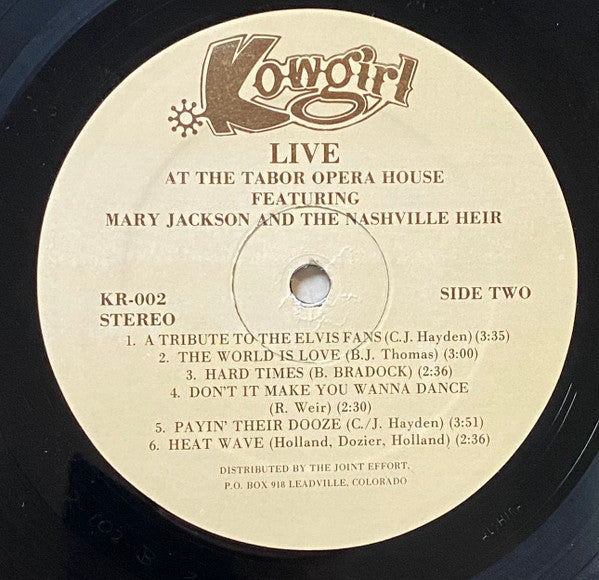 Kowgirl
LIVE
AT THE TABOR OPERA HOUSE
FEATURING
MARY JACKSON AND THE NASHVILLE HEIR
KR-002
STEREO
SIDE TWO
1. A TRIBUTE TO THE ELVIS FANS (C.J. Hayden) (3:35)
2. THE WORLD IS LOVE (B.J. Thomas) (3:00)
3. HARD TIMES (B. BRADOCK) (2:36)
4. DON'T IT MAKE YOU WANNA DANCE
(R. Weir) (2:30)
5. PAYIN' THEIR DOOZE (C./J. Hayden) (3:51)
6. HEAT WAVE (Holland, Dozier, Holland) (2:36)
DISTRIBUTED BY THE JOINT EFFORT,
P.O. BOX 918 LEADVILLE, COLORADO